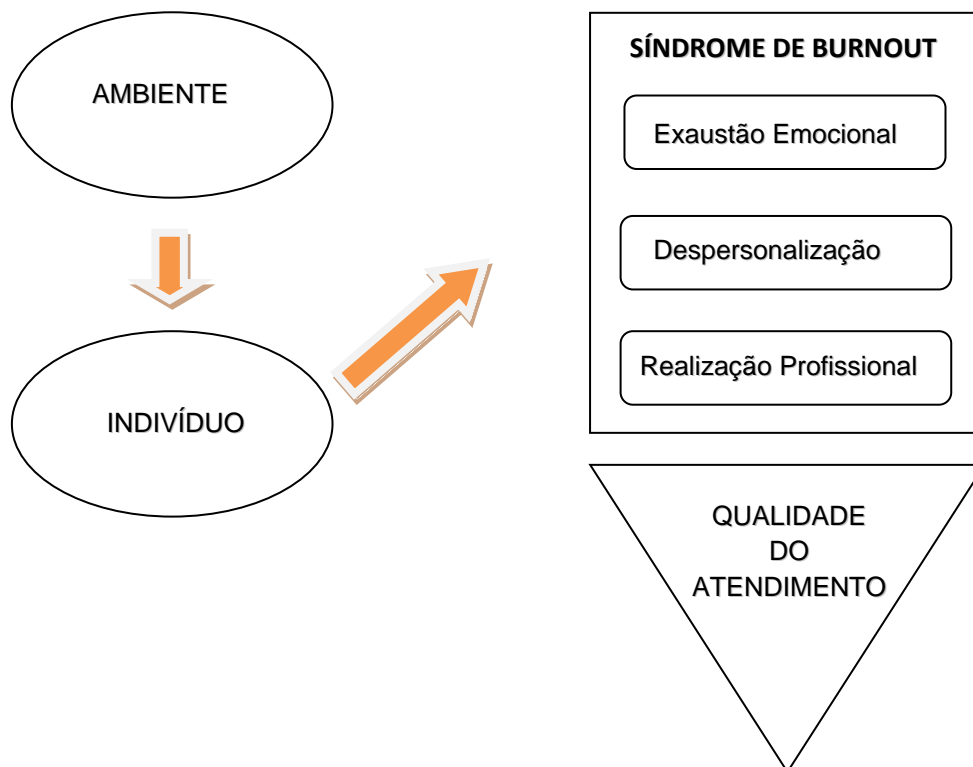 AMBIENTE
INDIVÍDUO
SÍNDROME DE BURNOUT
Exaustão Emocional
Despersonalização
Realização Profissional
QUALIDADE
DO
ATENDIMENTO